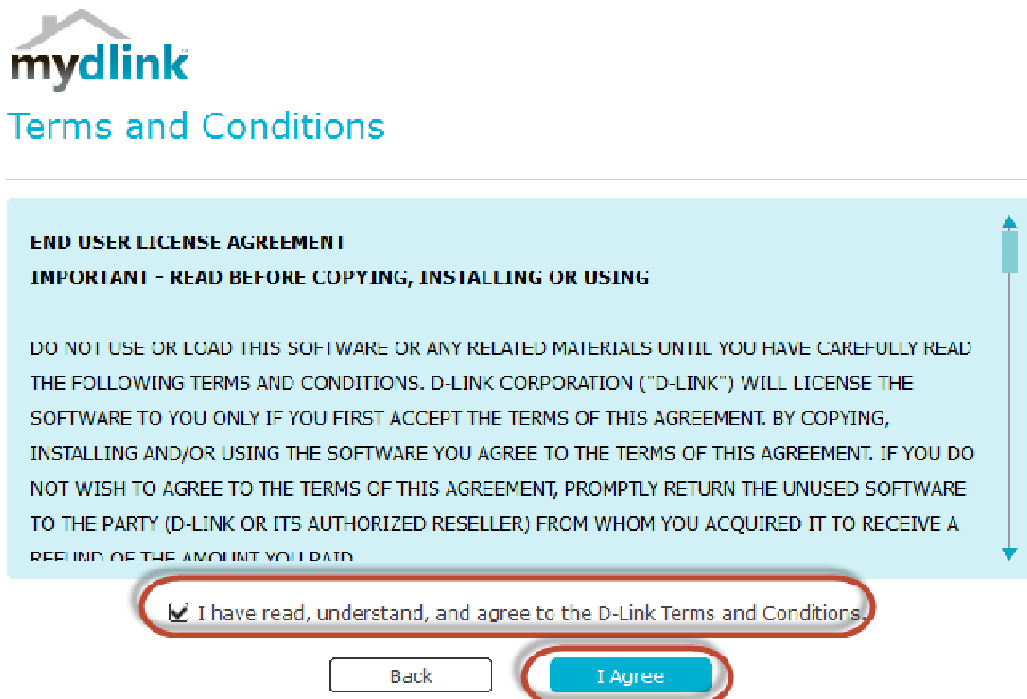 mydlink
Terms and Conditions
END USER LICENSE AGREEMENT
IMPORTANT - READ BEFORE COPYING, INSTALLING OR USING
DO NOT USE OR LOAD THIS SOFTWARE OR ANY RELATED MATERIALS UNTIL YOU HAVE CAREFULLY READ
THE FOLLOWING TERMS AND CONDITIONS. D-LINK CORPORATION ("D-LINK") WILL LICENSE THE
SOFTWARE TO YOU ONLY IF YOU FIRST ACCEPT THE TERMS OF THIS AGREEMENT. BY COPYING,
INSTALLING AND/OR USING THE SOFTWARE YOU AGREE TO THE TERMS OF THIS AGREEMENT. IF YOU DO
NOT WISH TO AGREE TO THE TERMS OF THIS AGREEMENT, PROMPTLY RETURN THE UNUSED SOFTWARE
TO THE PARTY (D-LINK OR ITS AUTHORIZED RESELLER) FROM WHOM YOU ACQUIRED IT TO RECEIVE A
REFUND OF THE AMOUNT YOU PAID
I have read, understand, and agree to the D-Link Terms and Conditions.
Back
I Agree